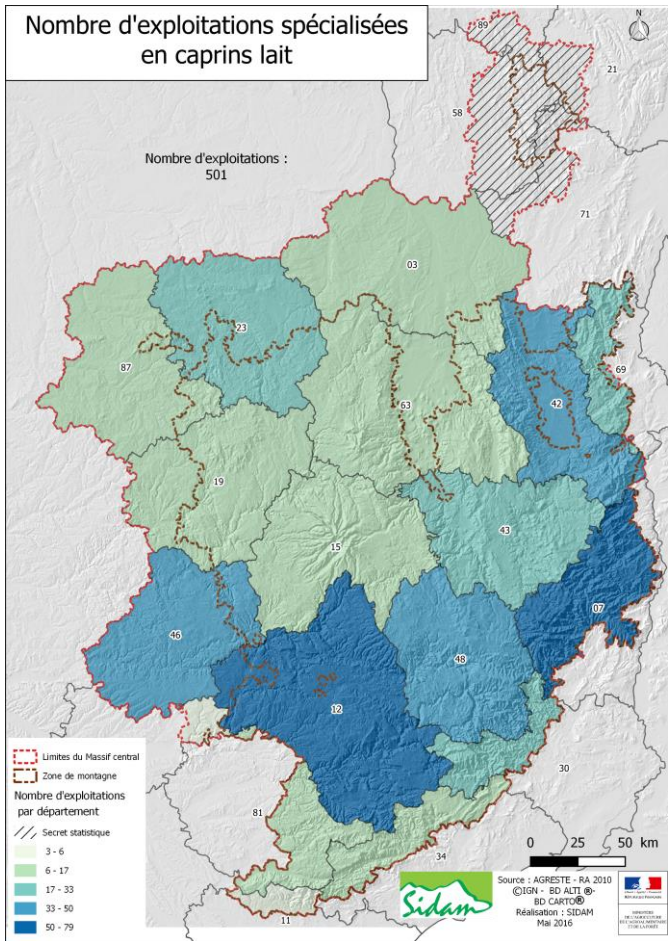 Nombre d'exploitations spécialisées
en caprins lait
N
89
21
58
Nombre d'exploitations :
501
71
03
23
87
69
63
42
19
43
15
07
46
48
12
30
81
34
11
Limites du Massif central
Zone de montagne
Nombre d'exploitations
par département
Secret statistique
3 - 6
6 - 17
17 - 33
33 - 50
50 - 79
0 25 50 km
Sidam
Source : AGRESTE - RA 2010
©IGN - BD ALTI ®-
BD CARTO®
Réalisation : SIDAM
Mai 2016